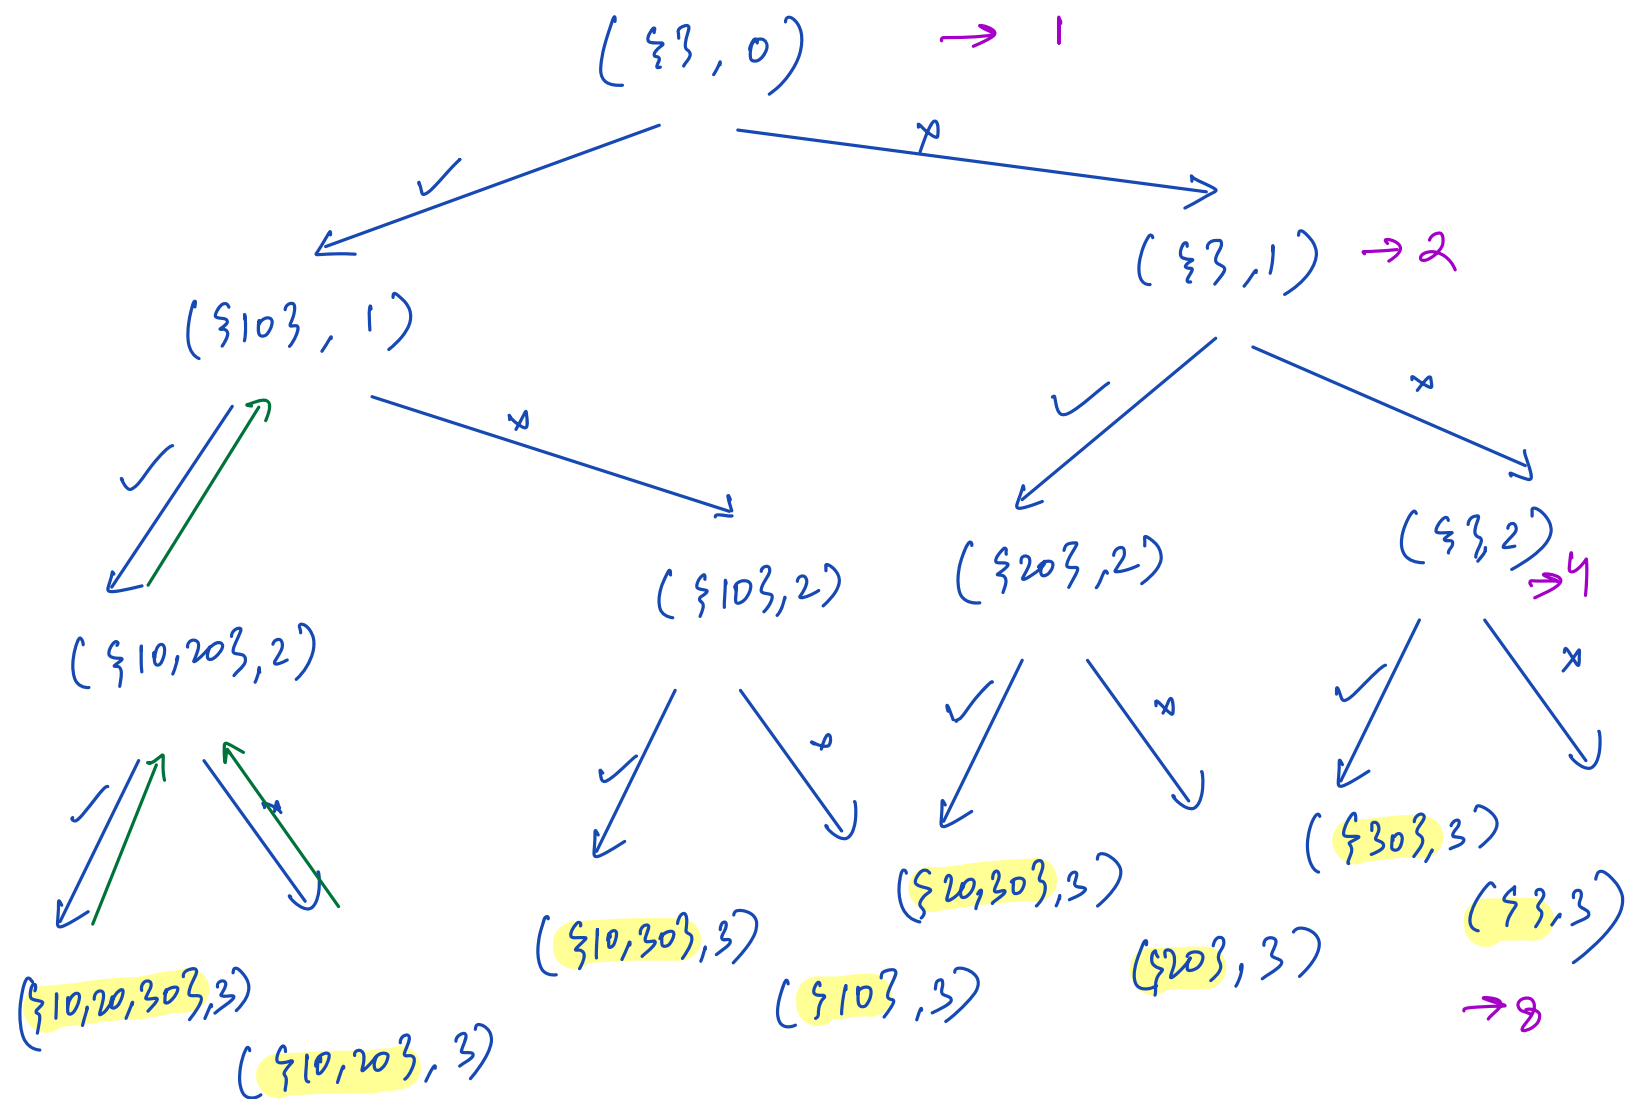 ({}, 0) → 1
✓ x
({}, 1) → 2
({10}, 1)
✓ x ✓ x
({10,20},2) ({10},2) ({20},2) ({},2) → 4
✓ x ✓ x ✓ x ✓ x
({30},3)
({20,30},3) ({},3)
({10,30},3) ({20}, 3)
({10,20,30},3) ({10},3) → 8
({10,20}, 3)